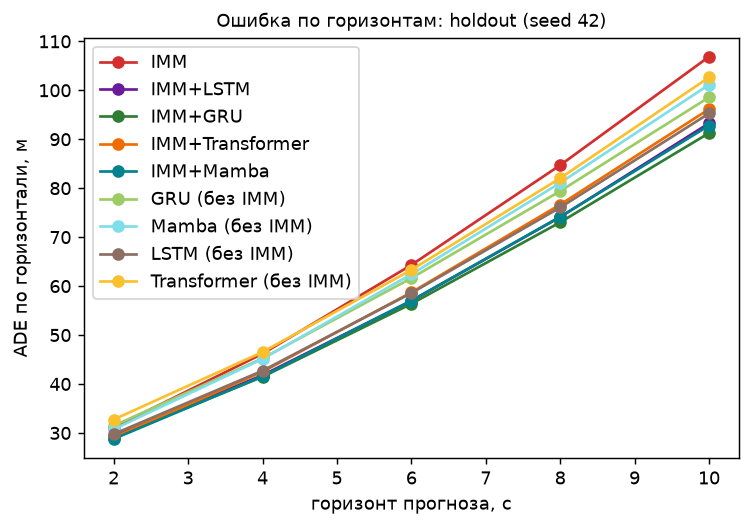 Ошибка по горизонтам: holdout (seed 42)
110
100
90
80
70
60
50
40
30
ADE по горизонтали, м
IMM
IMM+LSTM
IMM+GRU
IMM+Transformer
IMM+Mamba
GRU (без IMM)
Mamba (без IMM)
LSTM (без IMM)
Transformer (без IMM)
2 3 4 5 6 7 8 9 10
горизонт прогноза, с